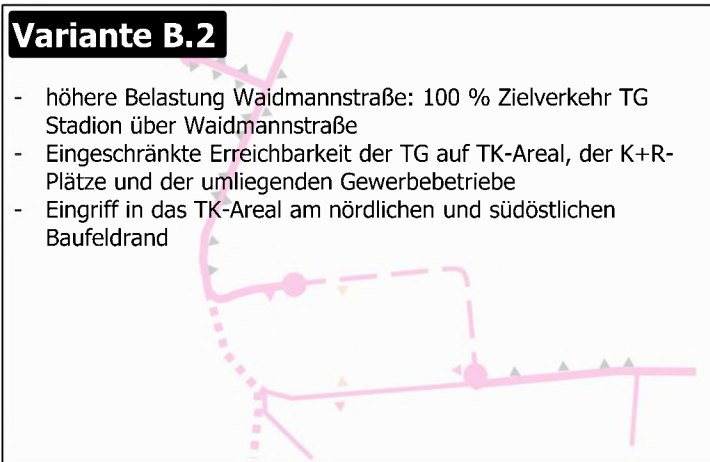 Variante B.2
- höhere Belastung Waidmannstraße: 100 % Zielverkehr TG
Stadion über Waidmannstraße
- Eingeschränkte Erreichbarkeit der TG auf TK-Areal, der K+R-
Plätze und der umliegenden Gewerbebetriebe
- Eingriff in das TK-Areal am nördlichen und südöstlichen
Baufeldrand